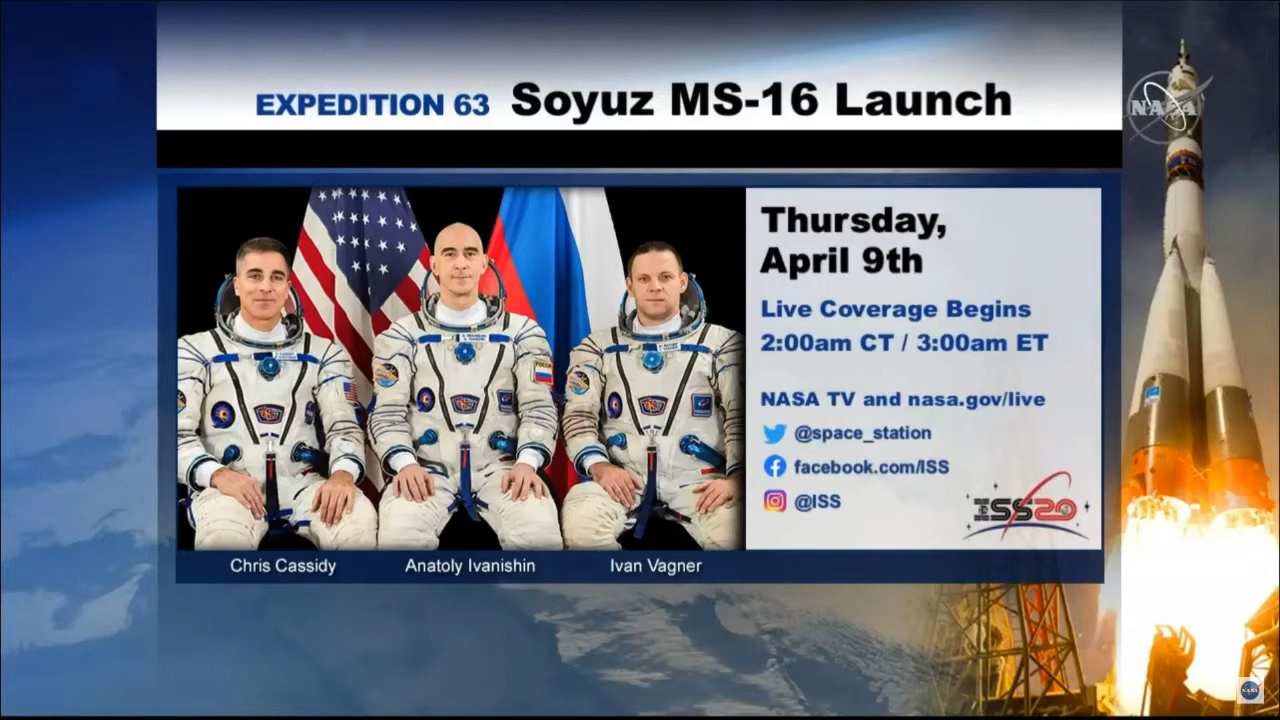 EXPEDITION 63 Soyuz MS-16 Launch
NASA
Thursday,
April 9th
Live Coverage Begins
2:00am CT / 3:00am ET
NASA TV and nasa.gov/live
@space_station
facebook.com/ISS
@ISS
ISS20
Chris Cassidy
Anatoly Ivanishin
Ivan Vagner
NASA